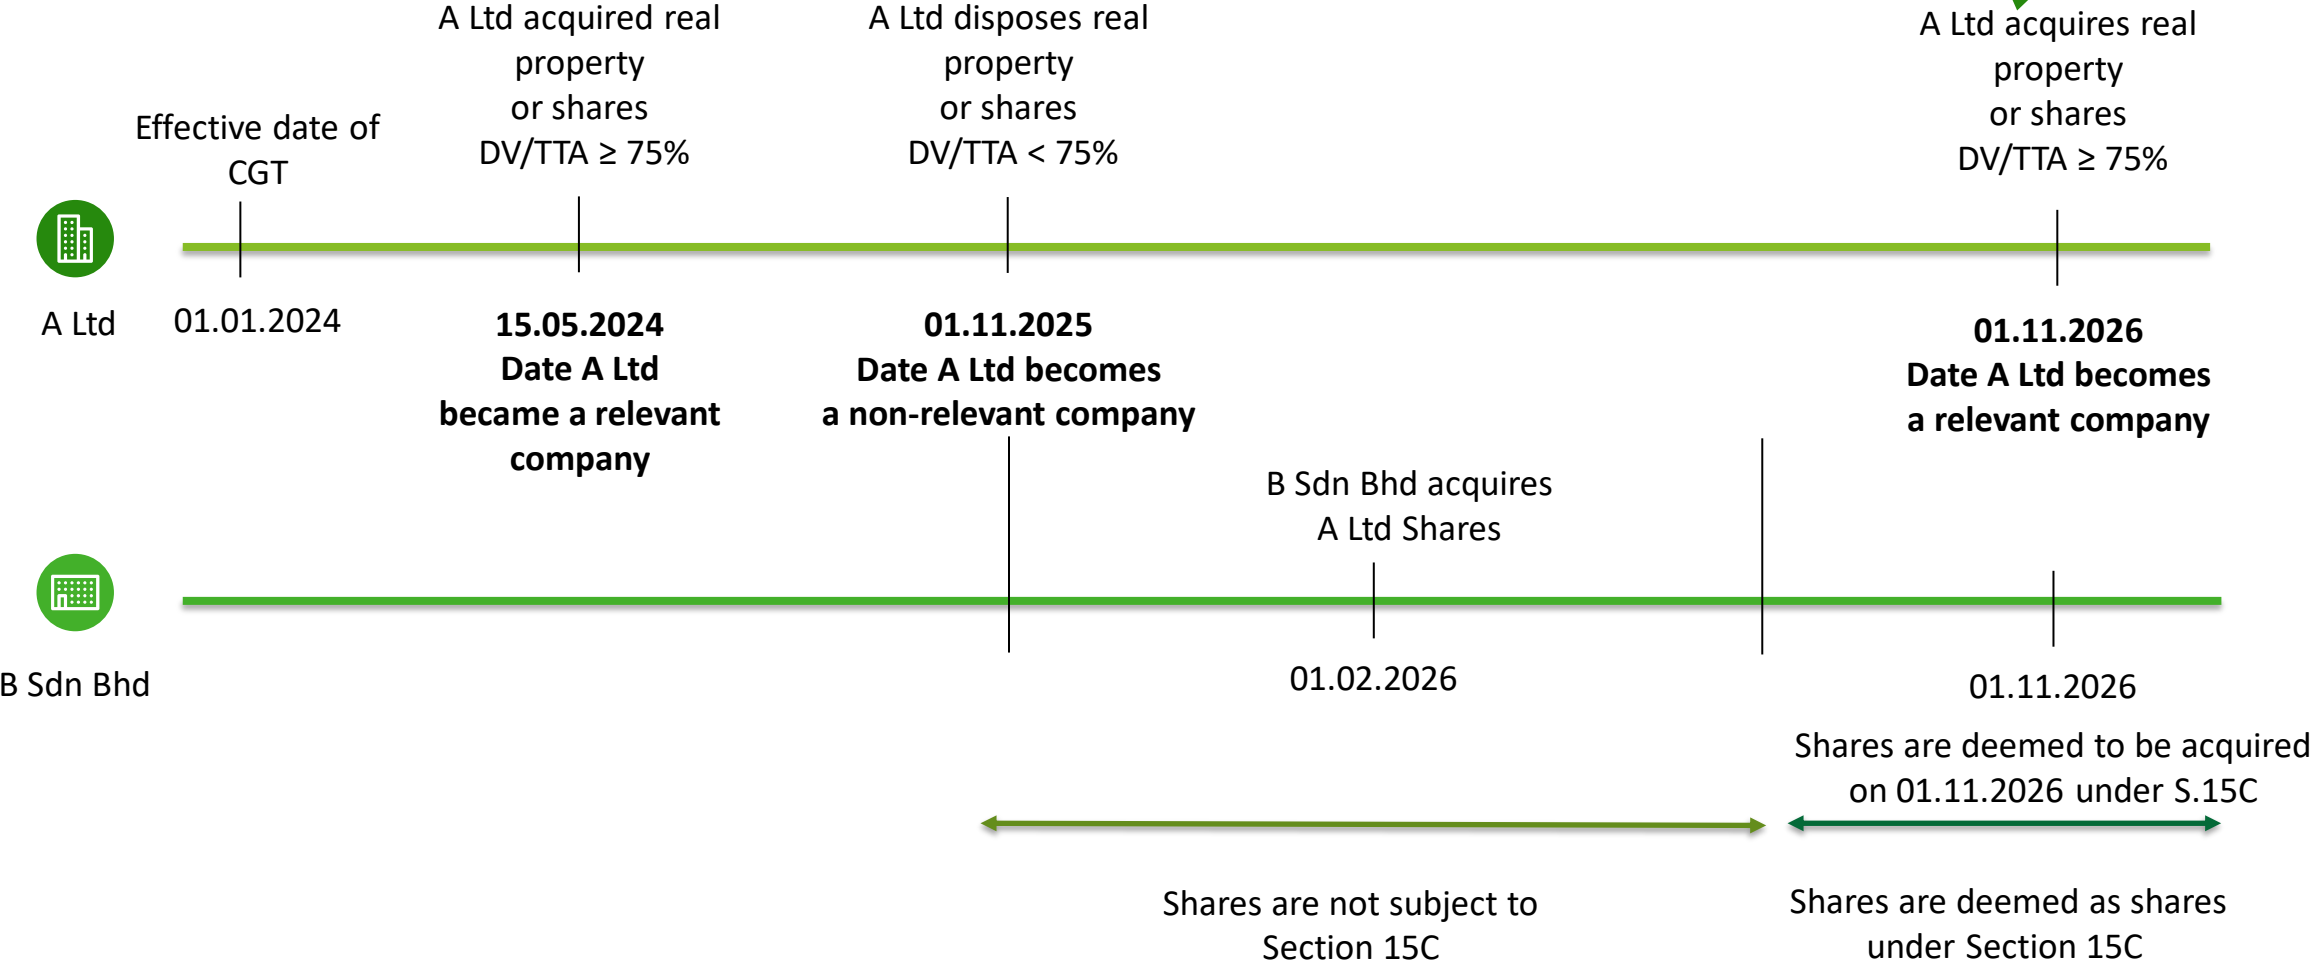 A Ltd acquired real
property
or shares
DV/TTA ≥ 75%
A Ltd disposes real
property
or shares
DV/TTA < 75%
A Ltd acquires real
property
or shares
DV/TTA ≥ 75%
Effective date of
CGT
A Ltd
01.01.2024
15.05.2024
Date A Ltd
became a relevant
company
01.11.2025
Date A Ltd becomes
a non-relevant company
01.11.2026
Date A Ltd becomes
a relevant company
B Sdn Bhd acquires
A Ltd Shares
B Sdn Bhd
01.02.2026
01.11.2026
Shares are deemed to be acquired
on 01.11.2026 under S.15C
Shares are not subject to
Section 15C
Shares are deemed as shares
under Section 15C